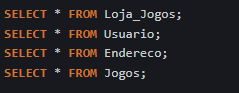 SELECT * FROM Loja_Jogos;
SELECT * FROM Usuario;
SELECT * FROM Endereco;
SELECT * FROM Jogos;